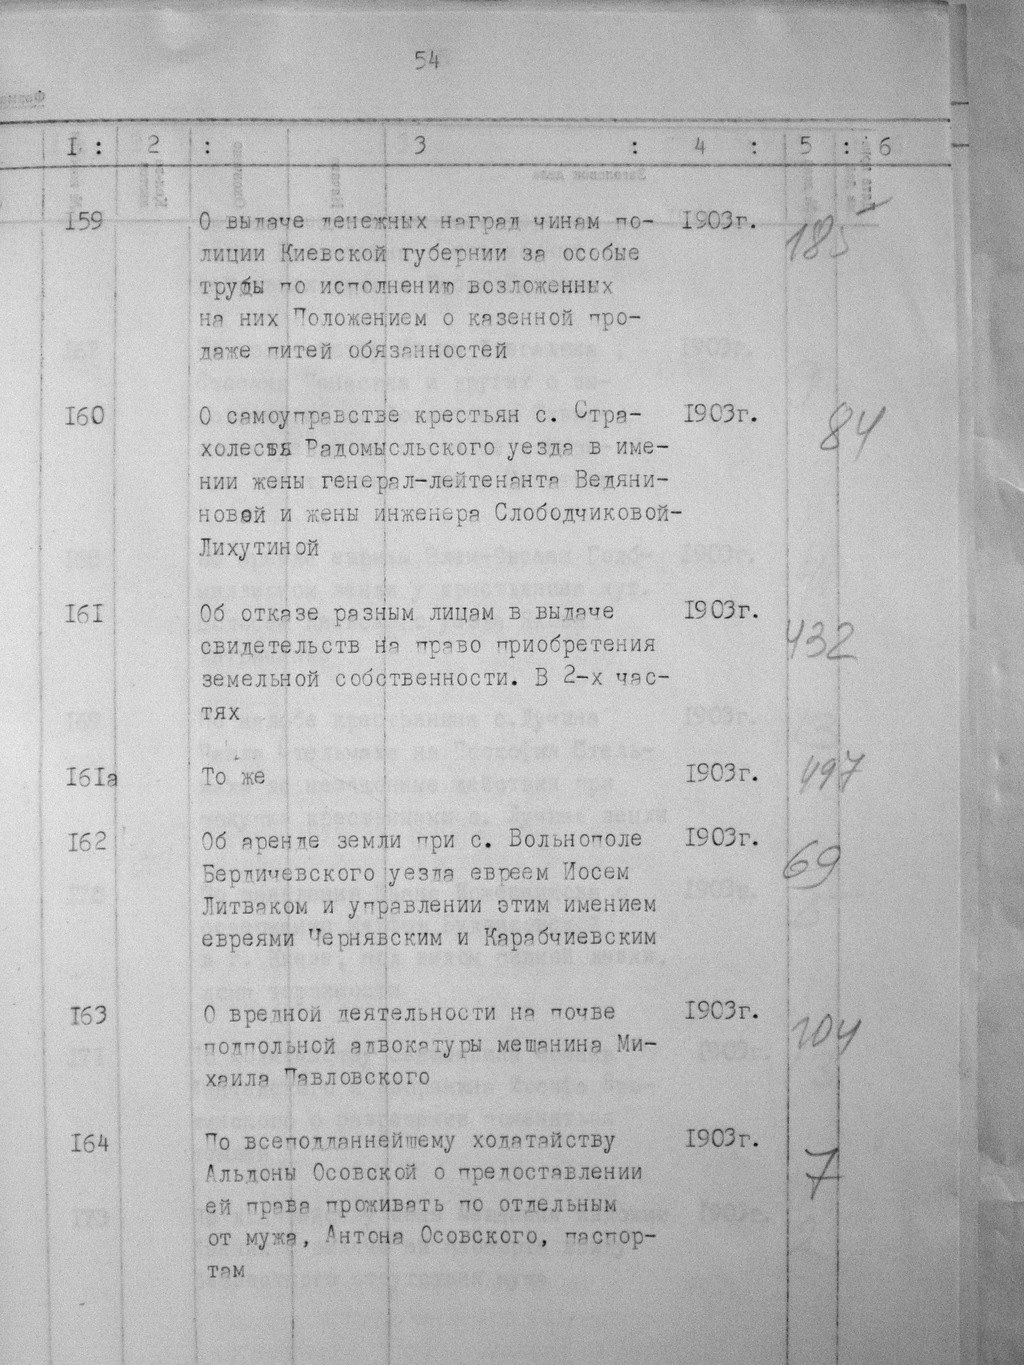 54
I : 2 : 3 : 4 : 5 : 6
I59 О выдаче денежных наград чинам по- I903г. 185
лиции Киевской губернии за особые
труды по исполнению возложенных
на них Положением о казенной про-
даже питей обязанностей
I60 О самоуправстве крестьян с. Стра- I903г. 84
холесья Радомысльского уезда в име-
нии жены генерал-лейтенанта Ведяни-
новой и жены инженера Слободчиковой-
Лихутиной
I6I Об отказе разным лицам в выдаче I903г. 432
свидетельств на право приобретения
земельной собственности. В 2-х час-
тях
I6Iа То же I903г. 497
I62 Об аренде земли при с. Вольнополе I903г. 69
Бердичевского уезда евреем Иосем
Литваком и управлении этим имением
евреями Чернявским и Карабчиевским
I63 О вредной деятельности на почве I903г. 104
подпольной адвокатуры мещанина Ми-
хаила Павловского
I64 По всеподданнейшему ходатайству I903г. 7
Альдоны Осовской о предоставлении
ей права проживать по отдельным
от мужа, Антона Осовского, паспор-
там